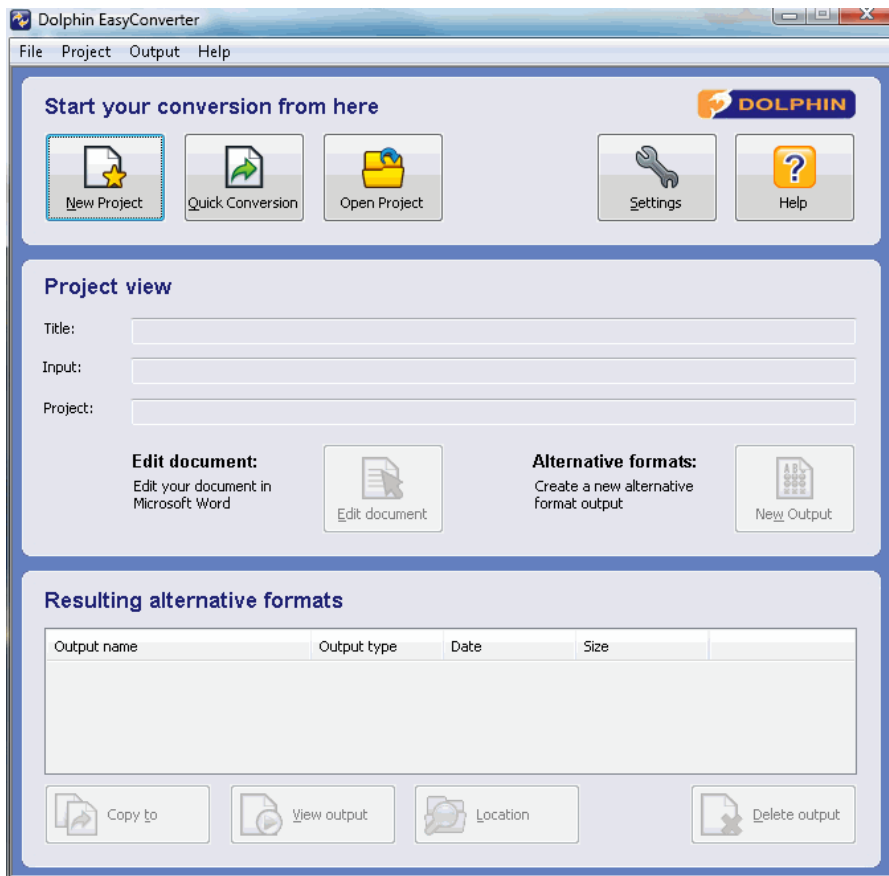 Dolphin EasyConverter
File Project Output Help
Start your conversion from here
DOLPHIN
New Project
Quick Conversion
Open Project
Settings
Help
Project view
Title:
Input:
Project:
Edit document:
Edit your document in
Microsoft Word
Edit document
Alternative formats:
Create a new alternative
format output
New Output
Resulting alternative formats
Output name Output type Date Size
Copy to
View output
Location
Delete output